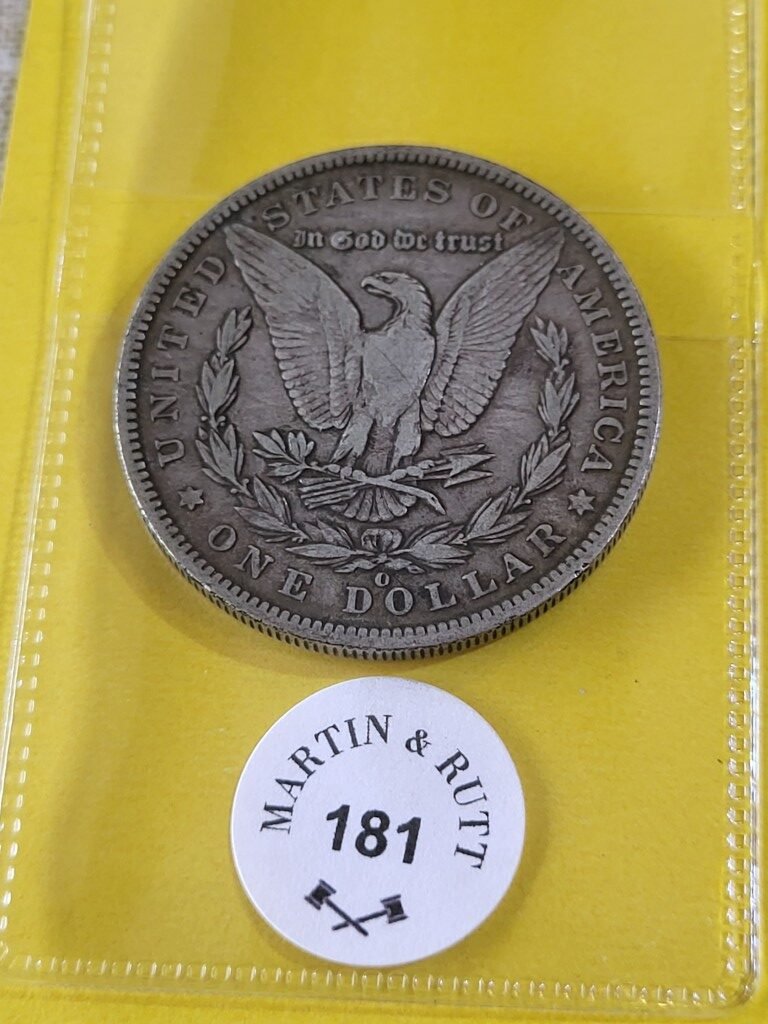 UNITED STATES OF AMERICA
In God we trust
O
ONE DOLLAR
MARTIN & RUTT
181